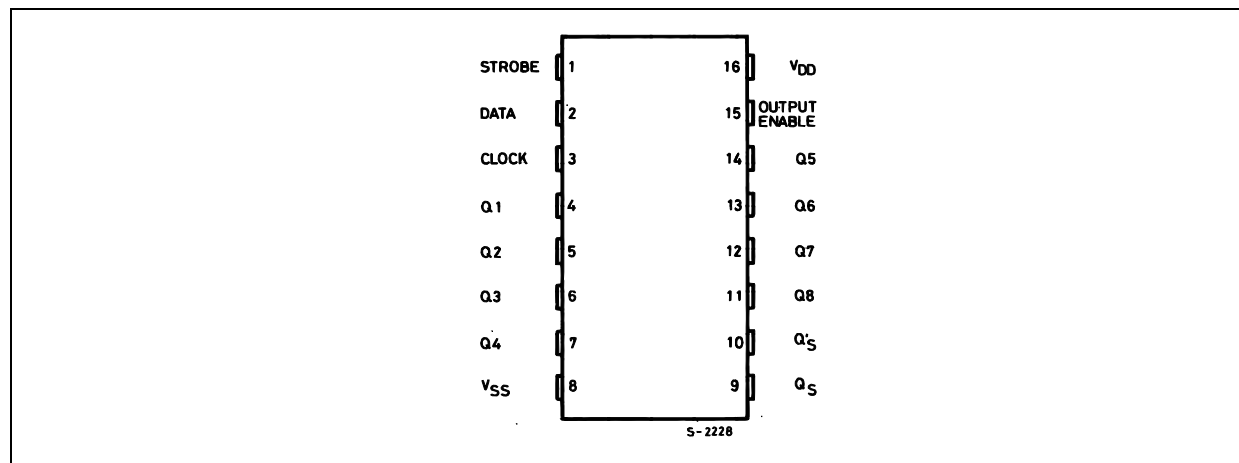 STROBE 1 16 VDD
DATA 2 15 OUTPUT ENABLE
CLOCK 3 14 Q5
Q1 4 13 Q6
Q2 5 12 Q7
Q3 6 11 Q8
Q4 7 10 Q'S
VSS 8 9 QS
S-2228